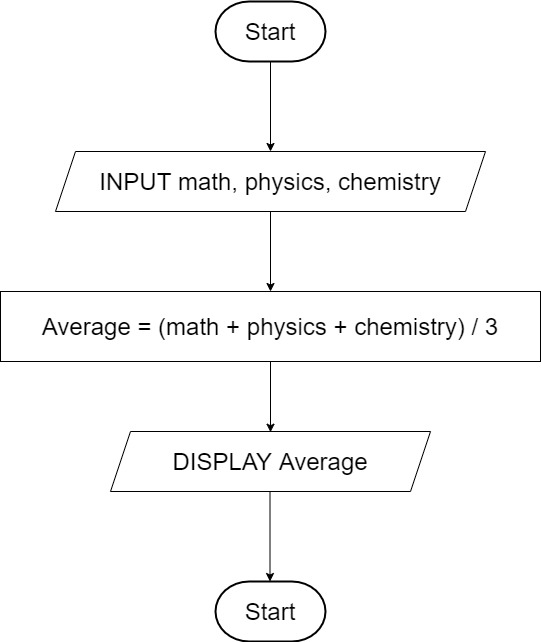 Start
INPUT math, physics, chemistry
Average = (math + physics + chemistry) / 3
DISPLAY Average
Start